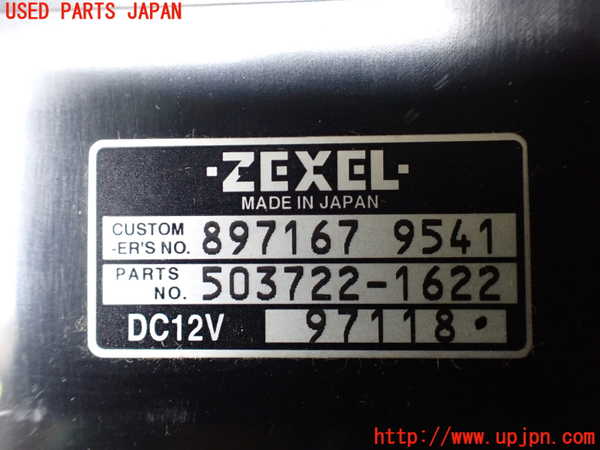 USED PARTS JAPAN
·ZEXEL·
MADE IN JAPAN
CUSTOM
-ER'S NO. 897167 9541
PARTS
NO. 503722-1622
DC12V 97118·
http://www.upjpn.com/